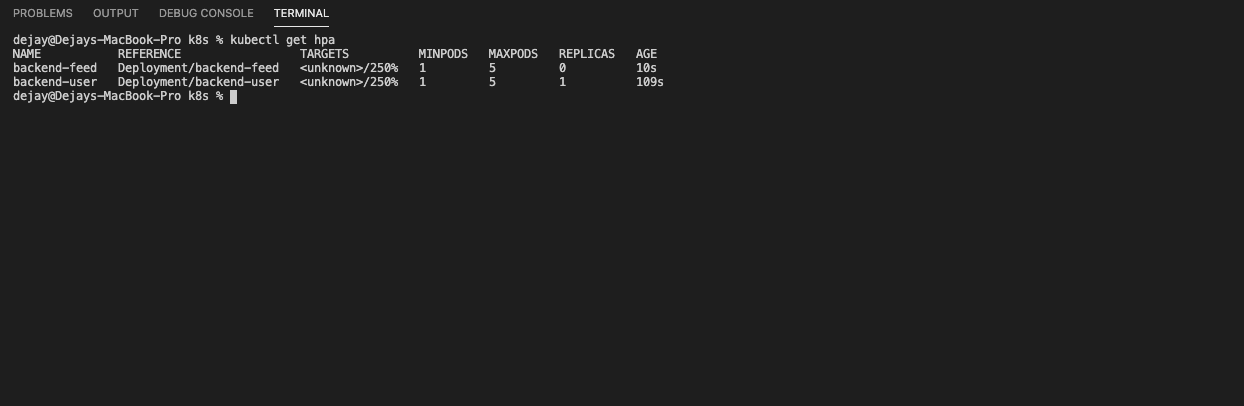 PROBLEMS OUTPUT DEBUG CONSOLE TERMINAL
dejay@Dejays-MacBook-Pro k8s % kubectl get hpa
NAME REFERENCE TARGETS MINPODS MAXPODS REPLICAS AGE
backend-feed Deployment/backend-feed <unknown>/250% 1 5 0 10s
backend-user Deployment/backend-user <unknown>/250% 1 5 1 109s
dejay@Dejays-MacBook-Pro k8s %